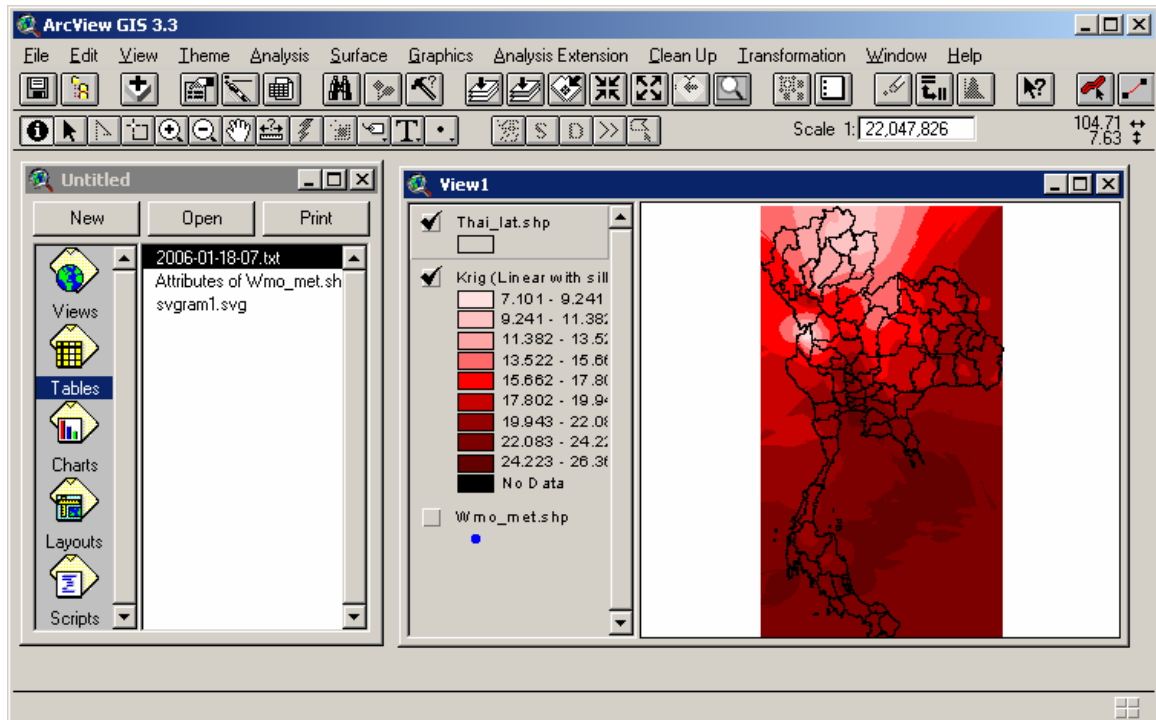 ArcView GIS 3.3
File Edit View Theme Analysis Surface Graphics Analysis Extension Clean Up Transformation Window Help
T
S D >>
Scale 1: 22,047,826
104.71
7.63
Untitled
New Open Print
Views
Tables
Charts
Layouts
Scripts
2006-01-18-07.txt
Attributes of Wmo_met.sh
svgram1.svg
View1
Thai_lat.shp
Krig (Linear with sill
7.101 - 9.241
9.241 - 11.382
11.382 - 13.52
13.522 - 15.66
15.662 - 17.80
17.802 - 19.94
19.943 - 22.08
22.083 - 24.22
24.223 - 26.36
No Data
Wmo_met.shp